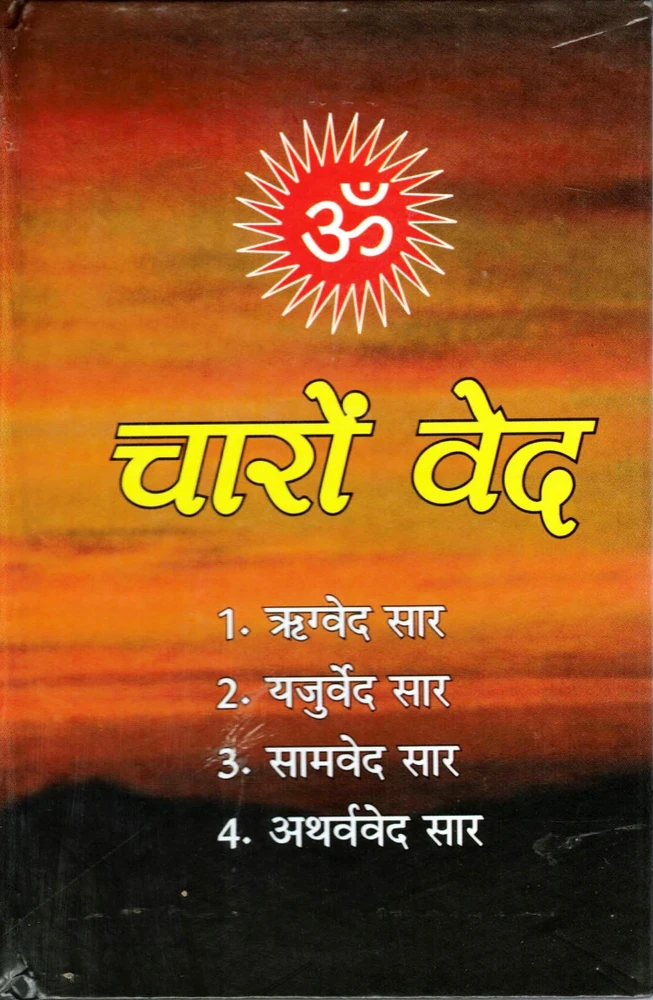 ॐ
चारों वेद
1. ऋग्वेद सार
2. यजुर्वेद सार
3. सामवेद सार
4. अथर्ववेद सार